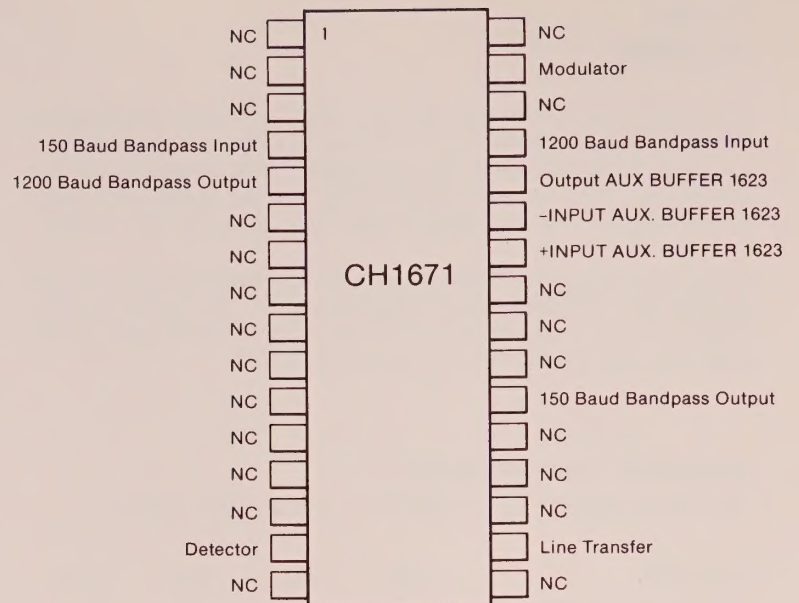 NC 1 NC
NC Modulator
NC NC
150 Baud Bandpass Input 1200 Baud Bandpass Input
1200 Baud Bandpass Output Output AUX BUFFER 1623
NC -INPUT AUX. BUFFER 1623
NC +INPUT AUX. BUFFER 1623
CH1671
NC NC
NC NC
NC NC
NC 150 Baud Bandpass Output
NC NC
NC NC
NC NC
Detector Line Transfer
NC NC